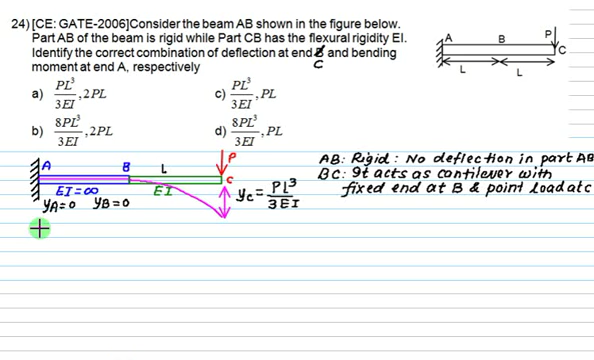 24) [CE: GATE-2006]Consider the beam AB shown in the figure below.
Part AB of the beam is rigid while Part CB has the flexural rigidity EI.
Identify the correct combination of deflection at end B and bending
C
moment at end A, respectively
a) PL³/3EI, 2PL
c) PL³/3EI, PL
b) 8PL³/3EI, 2PL
d) 8PL³/3EI, PL
A B P C
L L
A B L P C
EI=∞ EI
yA=0 yB=0
yc = PL³/3EI
AB: Rigid: No deflection in part AB
BC: It acts as cantilever with
fixed end at B & point load at c